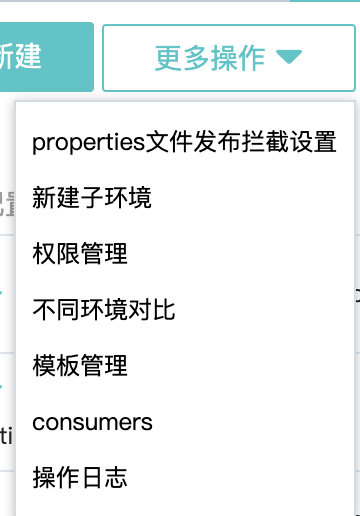 新建
更多操作
properties文件发布拦截设置
新建子环境
权限管理
不同环境对比
模板管理
consumers
操作日志